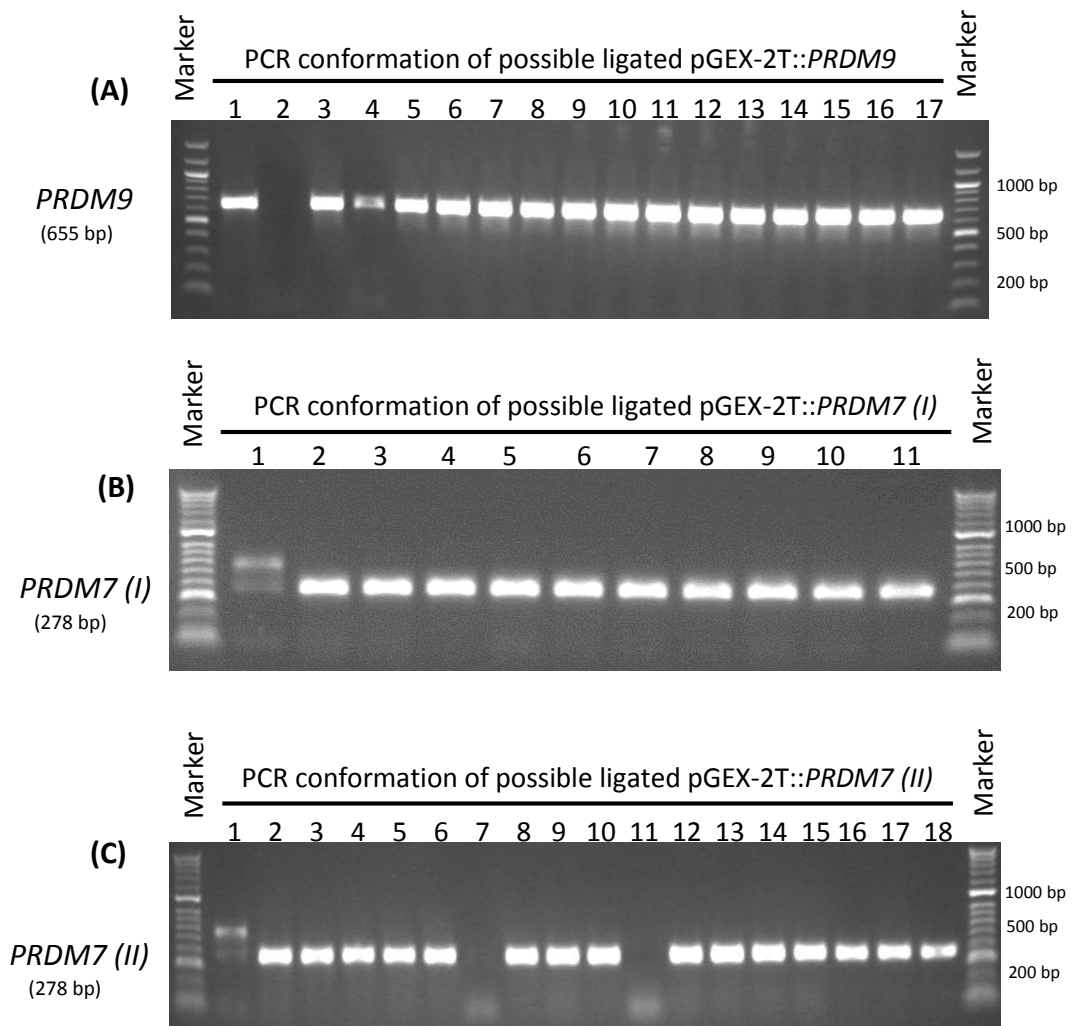 Marker
PCR conformation of possible ligated pGEX-2T::PRDM9
Marker
(A)
1 2 3 4 5 6 7 8 9 10 11 12 13 14 15 16 17
PRDM9
(655 bp)
1000 bp
500 bp
200 bp
Marker
PCR conformation of possible ligated pGEX-2T::PRDM7 (I)
Marker
1 2 3 4 5 6 7 8 9 10 11
(B)
PRDM7 (I)
(278 bp)
1000 bp
500 bp
200 bp
Marker
PCR conformation of possible ligated pGEX-2T::PRDM7 (II)
Marker
1 2 3 4 5 6 7 8 9 10 11 12 13 14 15 16 17 18
(C)
PRDM7 (II)
(278 bp)
1000 bp
500 bp
200 bp